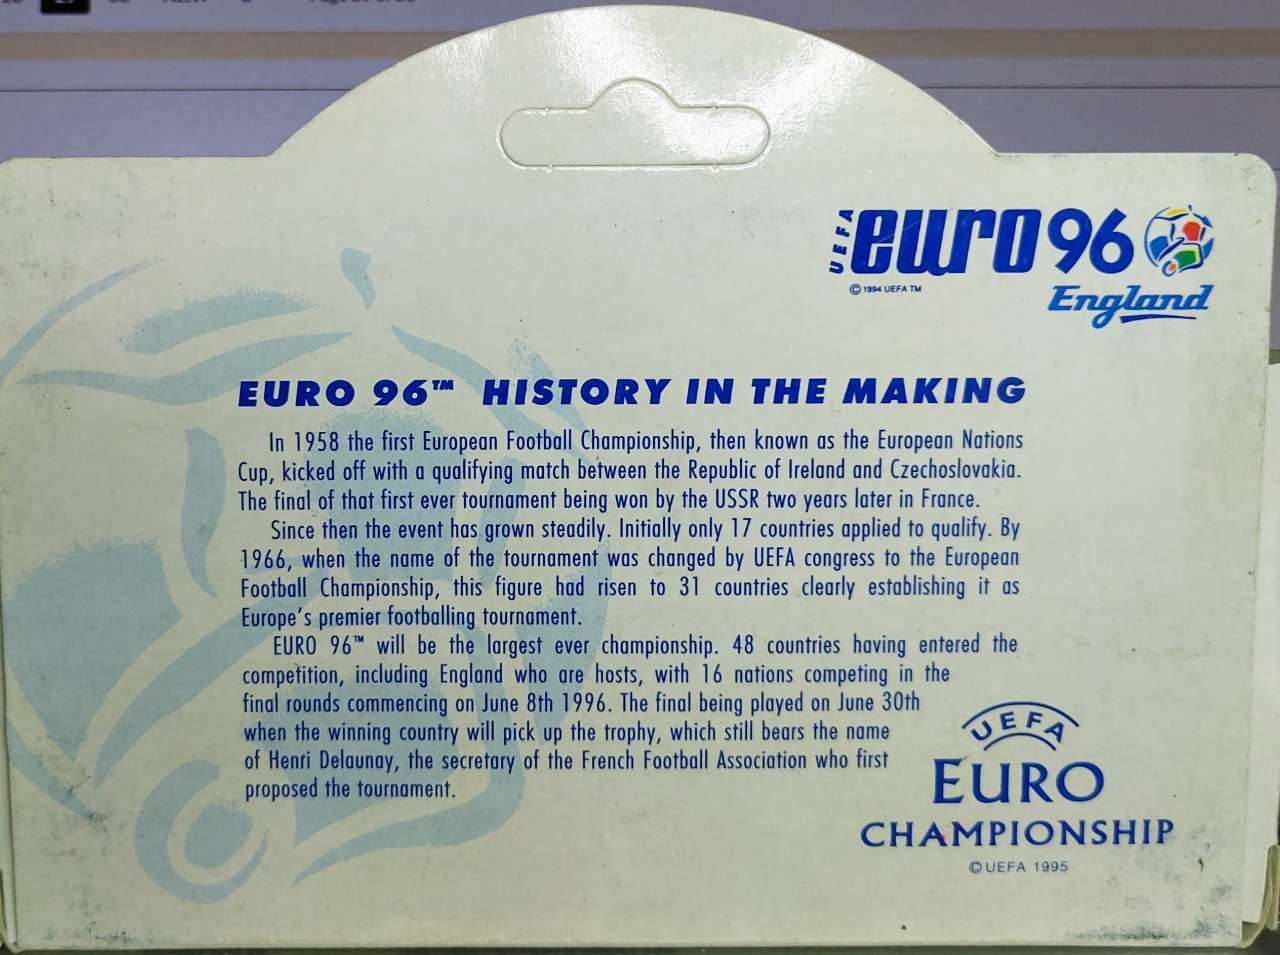 UEFA euro 96
© 1994 UEFA TM
England
EURO 96™ HISTORY IN THE MAKING
In 1958 the first European Football Championship, then known as the European Nations
Cup, kicked off with a qualifying match between the Republic of Ireland and Czechoslovakia.
The final of that first ever tournament being won by the USSR two years later in France.
Since then the event has grown steadily. Initially only 17 countries applied to qualify. By
1966, when the name of the tournament was changed by UEFA congress to the European
Football Championship, this figure had risen to 31 countries clearly establishing it as
Europe's premier footballing tournament.
EURO 96™ will be the largest ever championship. 48 countries having entered the
competition, including England who are hosts, with 16 nations competing in the
final rounds commencing on June 8th 1996. The final being played on June 30th
when the winning country will pick up the trophy, which still bears the name
of Henri Delaunay, the secretary of the French Football Association who first
proposed the tournament.
UEFA
EURO
CHAMPIONSHIP
© UEFA 1995